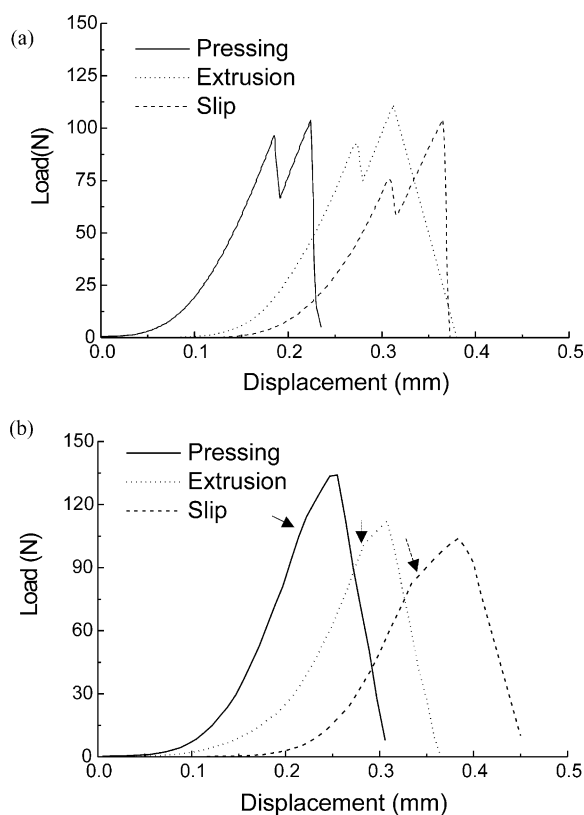 (a)
150
125
100
75
50
25
0
Load(N)
Pressing
Extrusion
Slip
0.0 0.1 0.2 0.3 0.4 0.5
Displacement (mm)
(b)
150
120
90
60
30
0
Load (N)
Pressing
Extrusion
Slip
0.0 0.1 0.2 0.3 0.4 0.5
Displacement (mm)